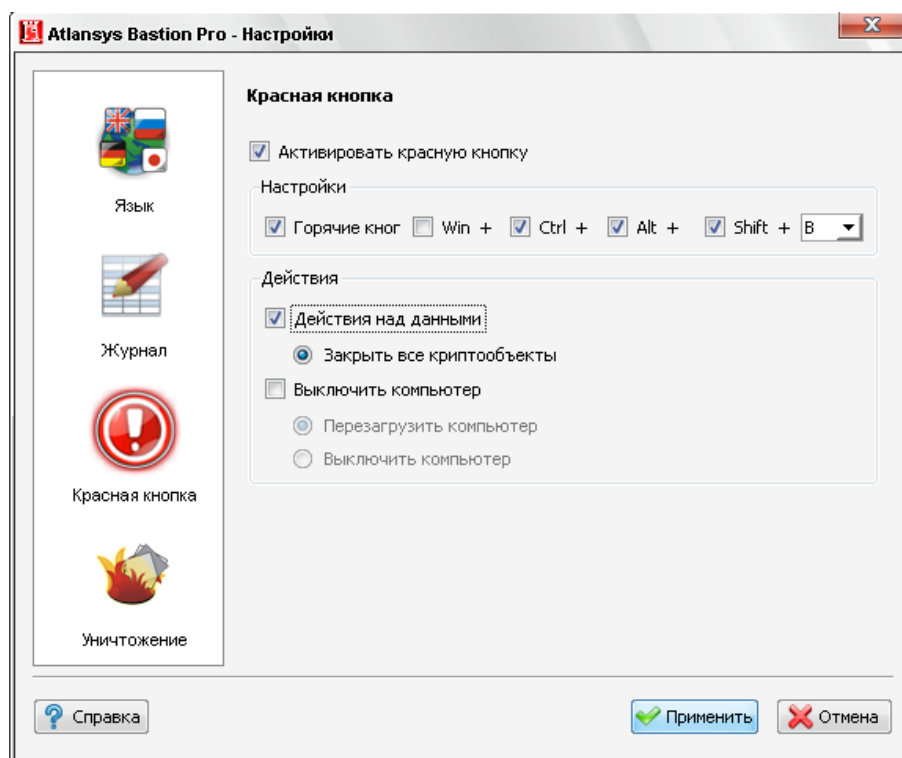 Atlansys Bastion Pro - Настройки
Язык
Журнал
Красная кнопка
Уничтожение
Красная кнопка
Активировать красную кнопку
Настройки
Горячие кног Win + Ctrl + Alt + Shift + B
Действия
Действия над данными
Закрыть все криптообъекты
Выключить компьютер
Перезагрузить компьютер
Выключить компьютер
Справка
Применить
Отмена